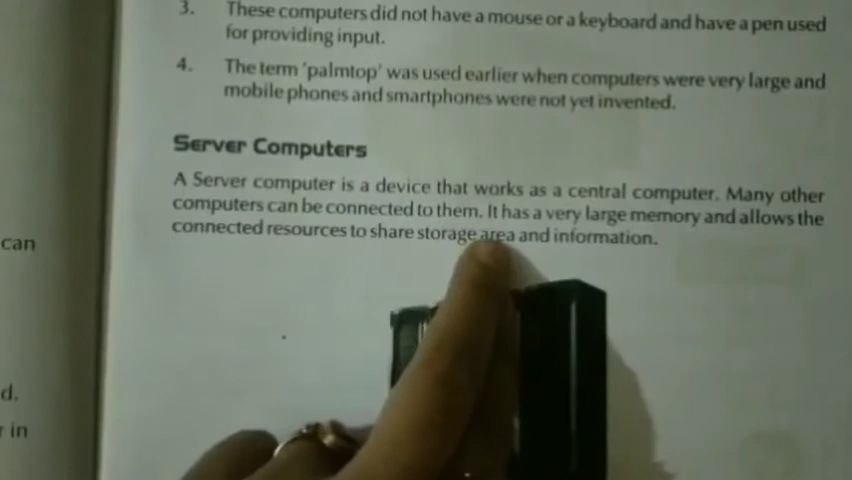 3. These computers did not have a mouse or a keyboard and have a pen used
for providing input.
4. The term 'palmtop' was used earlier when computers were very large and
mobile phones and smartphones were not yet invented.
Server Computers
A Server computer is a device that works as a central computer. Many other
computers can be connected to them. It has a very large memory and allows the
connected resources to share storage area and information.
can
d.
r in